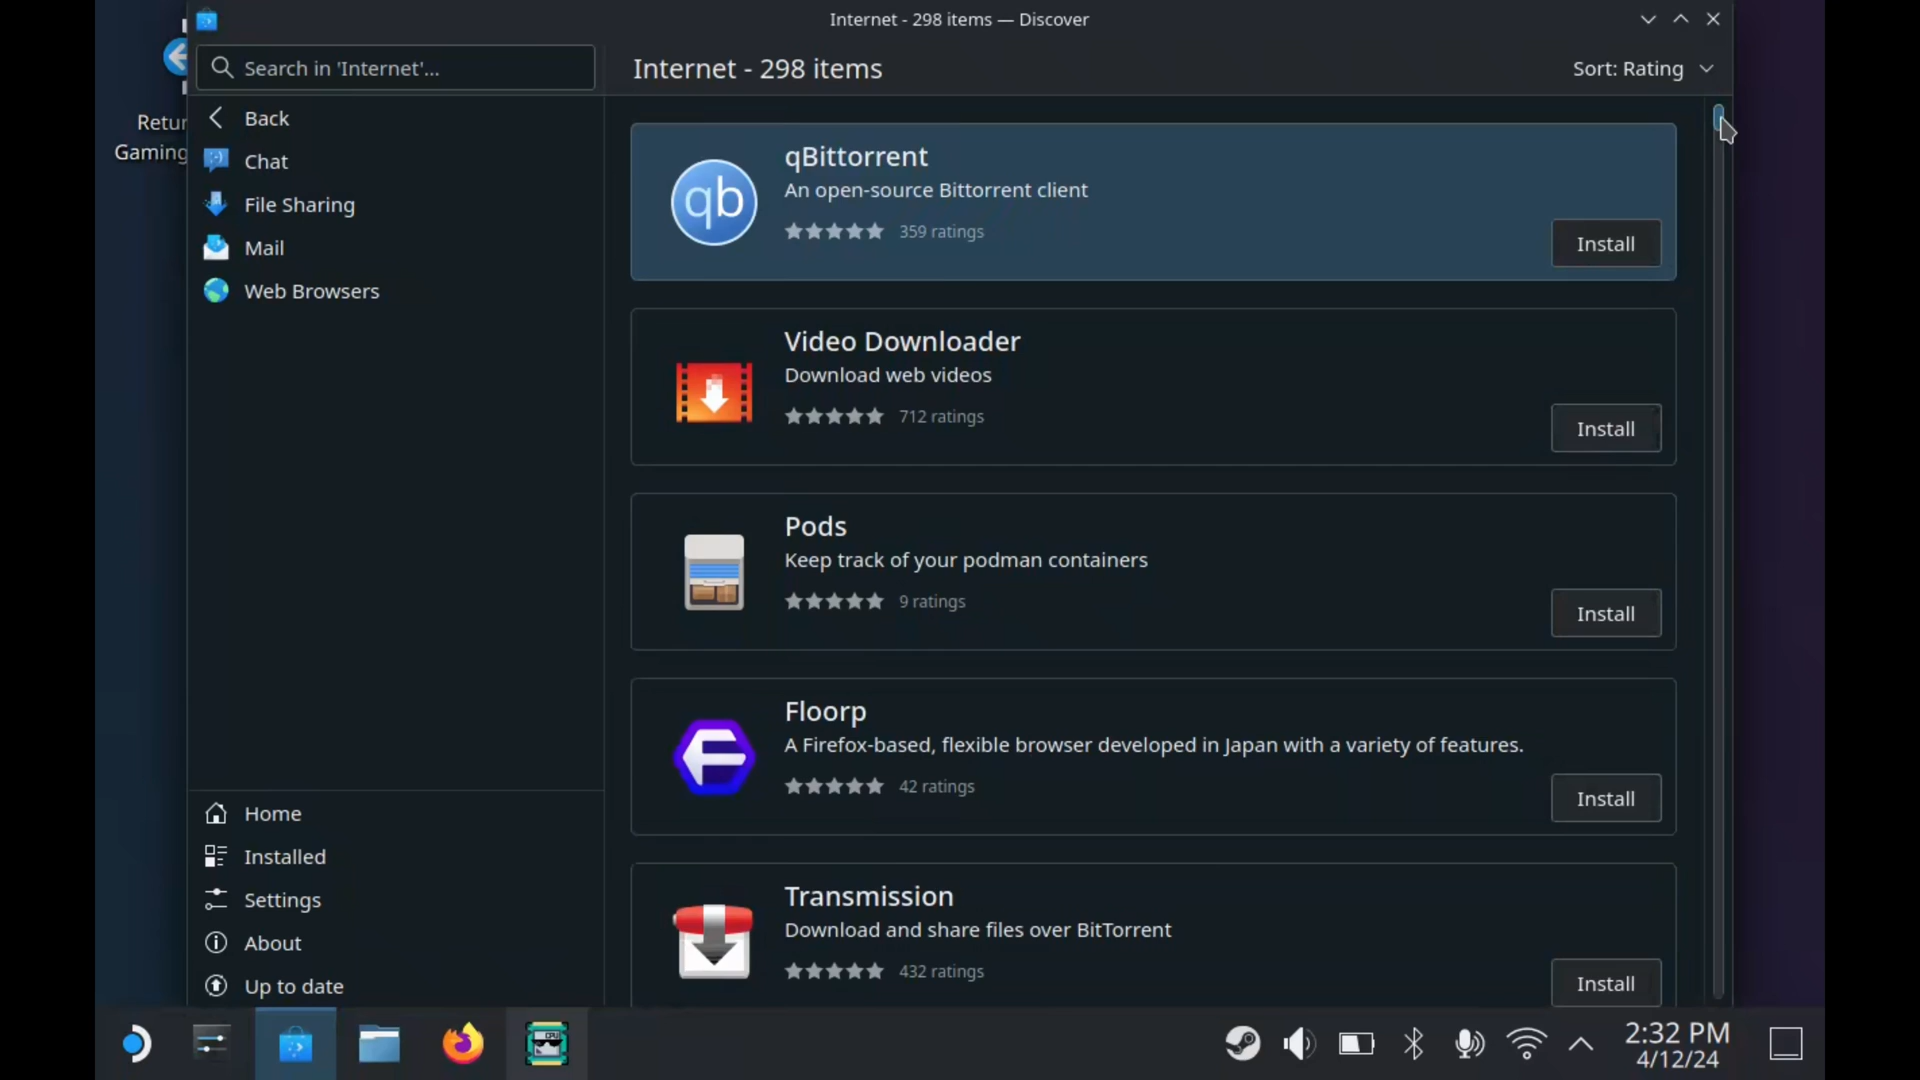 Internet - 298 items — Discover
Search in 'Internet'...
Internet - 298 items
Sort: Rating
Retur
Gaming
Back
Chat
File Sharing
Mail
Web Browsers
qb
qBittorrent
An open-source Bittorrent client
359 ratings
Install
Video Downloader
Download web videos
712 ratings
Install
Pods
Keep track of your podman containers
9 ratings
Install
Floorp
A Firefox-based, flexible browser developed in Japan with a variety of features.
42 ratings
Install
Transmission
Download and share files over BitTorrent
432 ratings
Install
Home
Installed
Settings
About
Up to date
CPU
2:32 PM
4/12/24